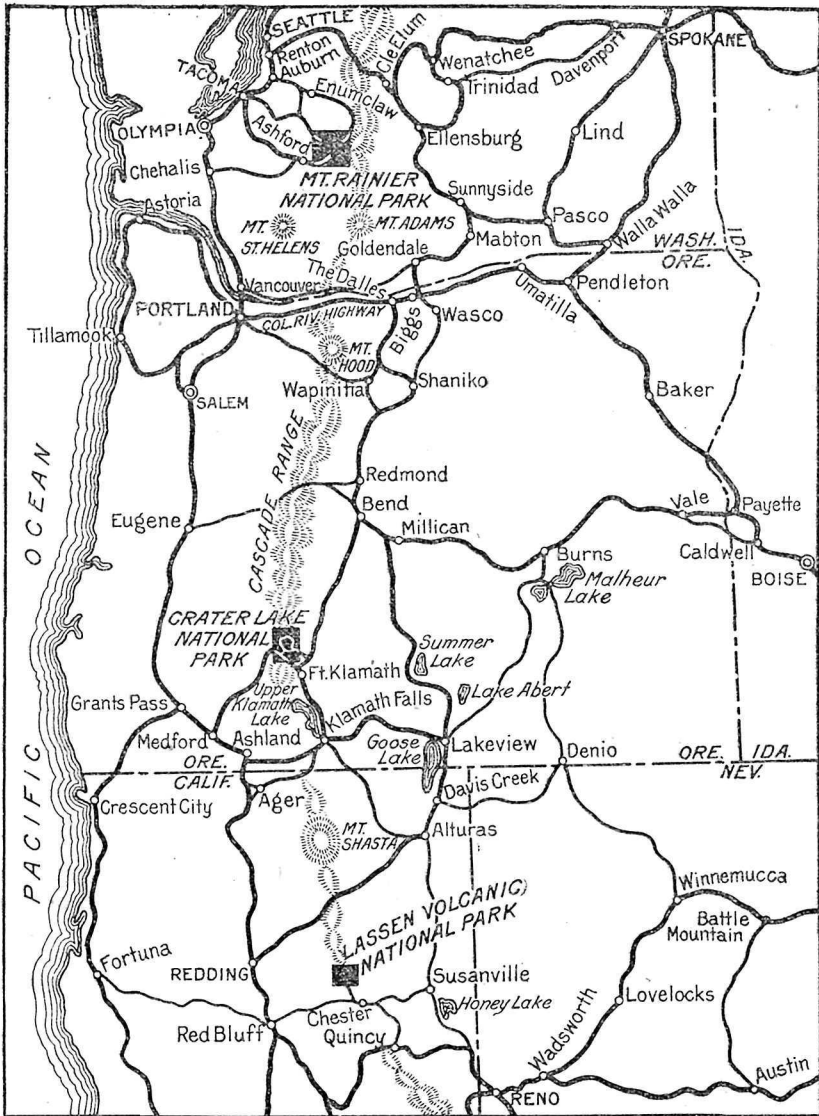 SEATTLE
Renton
Auburn
TACOMA
Enumclaw
Cle Elum
Wenatchee
Trinidad
Davenport
SPOKANE
OLYMPIA
Ashford
Ellensburg
Lind
Chehalis
MT. RAINIER
NATIONAL PARK
Sunnyside
Pasco
Walla Walla
Astoria
MT.
ST. HELENS
MT. ADAMS
Mabton
WASH.
ORE.
IDA.
Goldendale
Vancouver
The Dalles
Umatilla
Pendleton
PORTLAND
COL. RIV. HIGHWAY
Biggs
Wasco
Tillamook
MT.
HOOD
Wapinitia
Shaniko
SALEM
Baker
CASCADE RANGE
Redmond
Bend
Eugene
Millican
Vale
Payette
Burns
Caldwell
BOISE
Malheur
Lake
CRATER LAKE
NATIONAL
PARK
Summer
Lake
Ft. Klamath
Lake Abert
Grants Pass
Upper
Klamath
Lake
Klamath Falls
Medford
Ashland
Goose
Lake
Lakeview
Denio
ORE.
CALIF.
ORE.
IDA.
NEV.
Crescent City
Ager
Davis Creek
MT.
SHASTA
Alturas
PACIFIC OCEAN
Winnemucca
LASSEN VOLCANIC
NATIONAL PARK
Battle
Mountain
Fortuna
REDDING
Susanville
Lovelocks
Honey Lake
Chester
Red Bluff
Quincy
Wadsworth
Austin
RENO